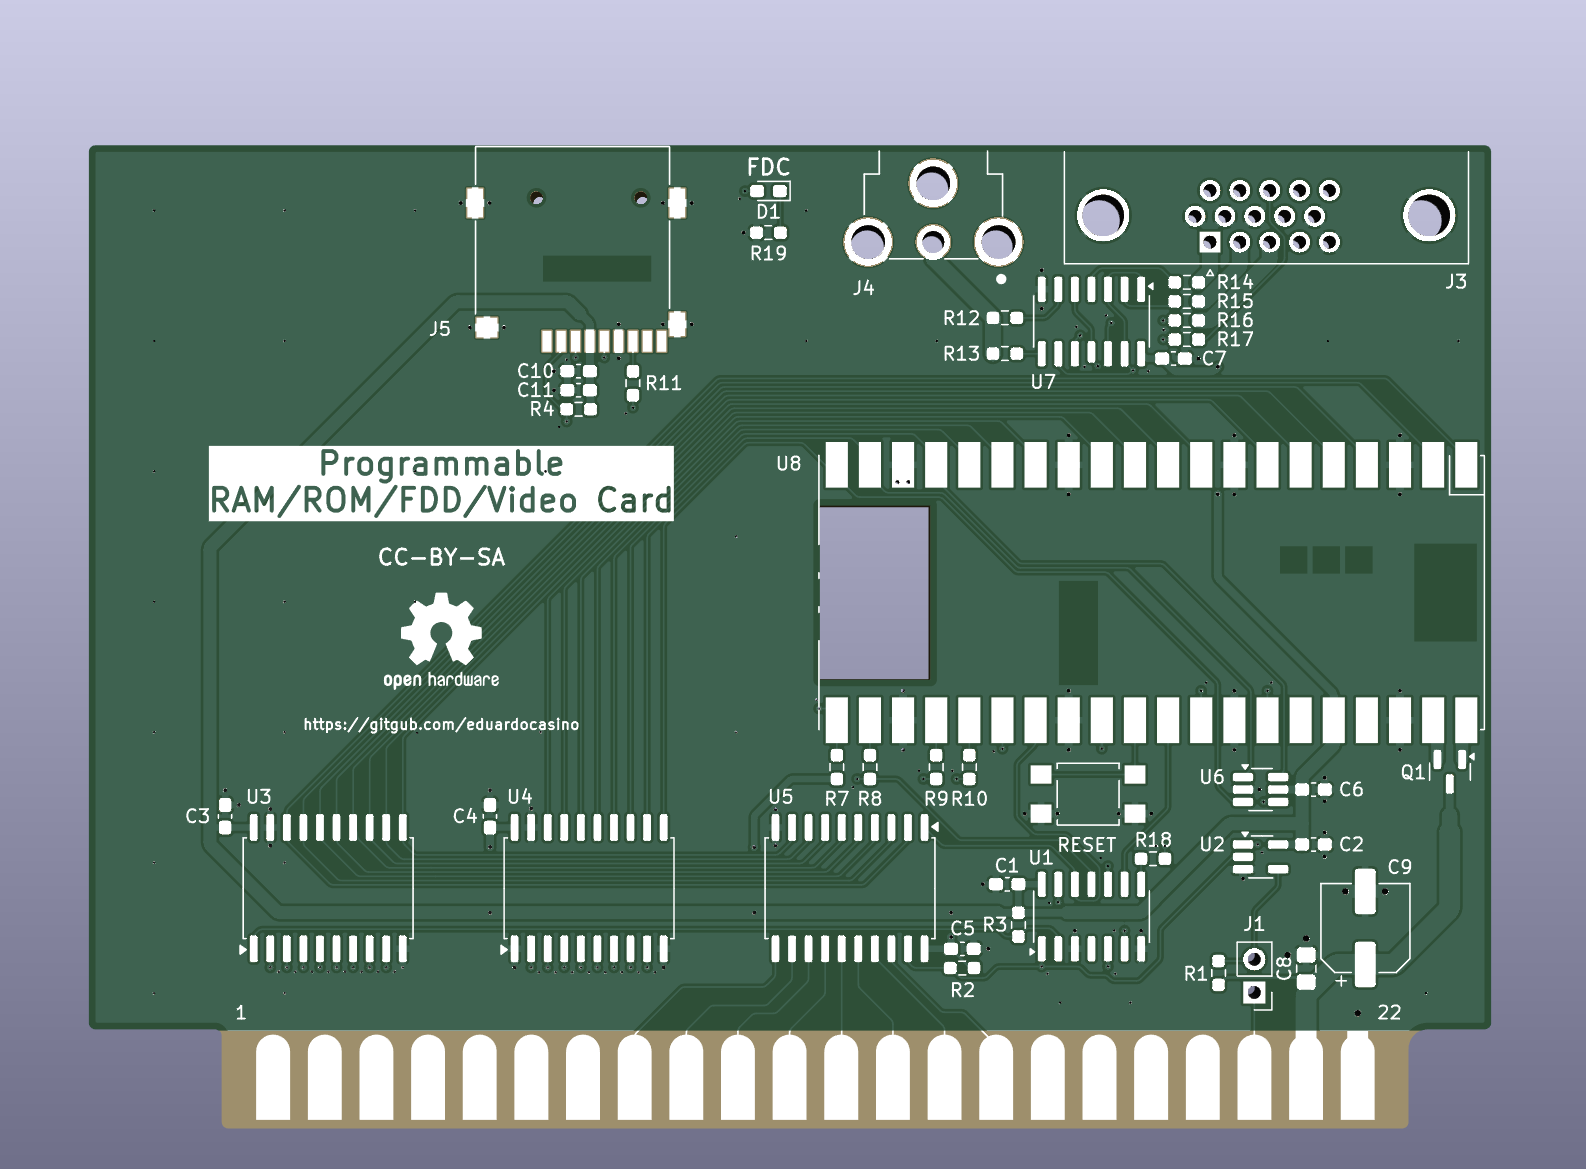 FDC
D1
R19
J4
J3
J5
R12
R13
U7
R14
R15
R16
R17
C7
C10
C11
R4
R11
U8
Programmable
RAM/ROM/FDD/Video Card
CC-BY-SA
open hardware
https://gitgub.com/eduardocasino
R7
R8
R9
R10
U6
C6
Q1
C3
U3
C4
U4
U5
RESET
R18
U2
C2
C1
U1
C9
R3
J1
C5
R2
R1
C8
+
1
22